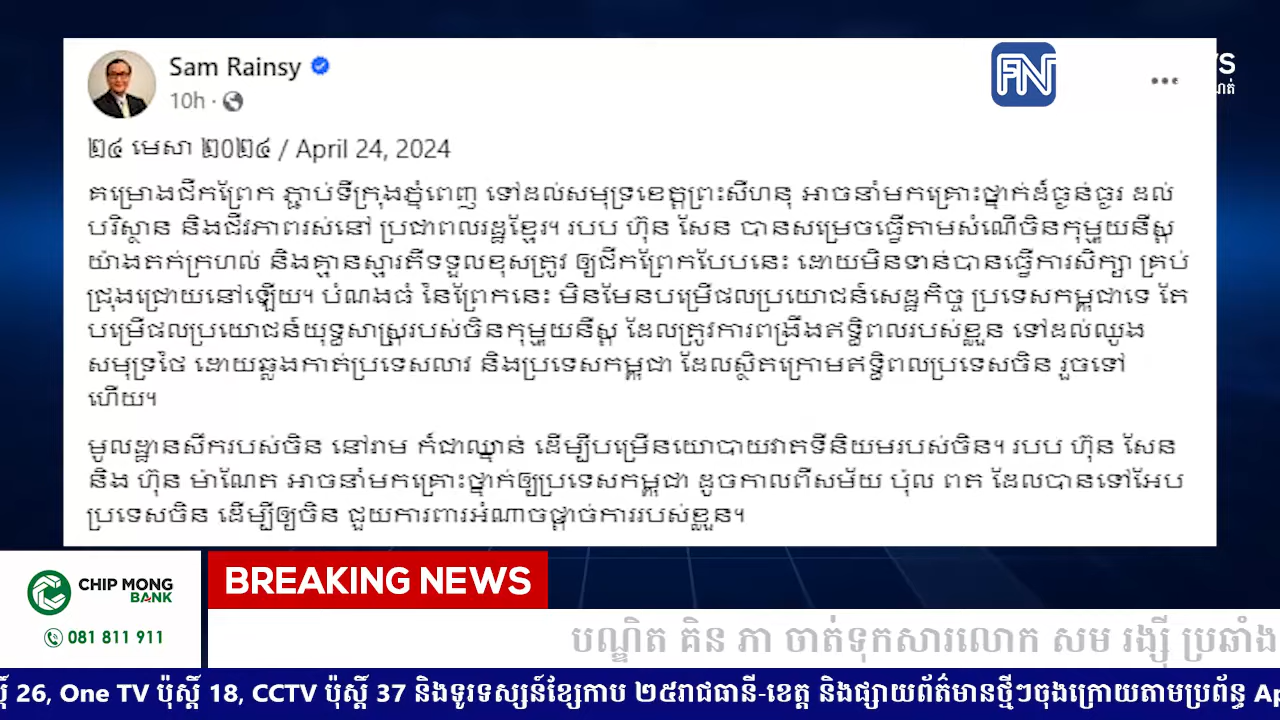 Sam Rainsy
10h
២៤ មេសា ២០២៤ / April 24, 2024
គម្រោងជីកព្រែក ភ្ជាប់ទីក្រុងភ្នំពេញ ទៅដល់សមុទ្រខេត្តព្រះសីហនុ អាចនាំមកគ្រោះថ្នាក់ដ៏ធ្ងន់ធ្ងរ ដល់
បរិស្ថាន និងជីវភាពរស់នៅ ប្រជាពលរដ្ឋខ្មែរ។ របប ហ៊ុន សែន បានសម្រេចធ្វើតាមសំណើចិនកុម្មុយនីស្ត
យ៉ាងតក់ក្រហល់ និងគ្មានស្មារតីទទួលខុសត្រូវ ឲ្យជីកព្រែកបែបនេះ ដោយមិនទាន់បានធ្វើការសិក្សា គ្រប់
ជ្រុងជ្រោយនៅឡើយ។ បំណងធំ នៃព្រែកនេះ មិនមែនបម្រើផលប្រយោជន៍សេដ្ឋកិច្ច ប្រទេសកម្ពុជាទេ តែ
បម្រើផលប្រយោជន៍យុទ្ធសាស្ត្ររបស់ចិនកុម្មុយនីស្ត ដែលត្រូវការពង្រឹងឥទ្ធិពលរបស់ខ្លួន ទៅដល់ឈូង
សមុទ្រថៃ ដោយឆ្លងកាត់ប្រទេសលាវ និងប្រទេសកម្ពុជា ដែលស្ថិតក្រោមឥទ្ធិពលប្រទេសចិន រួចទៅ
ហើយ។
មូលដ្ឋានសឹករបស់ចិន នៅរាម ក៏ជាឈ្នាន់ ដើម្បីបម្រើនយោបាយវាតទីនិយមរបស់ចិន។ របប ហ៊ុន សែន
និង ហ៊ុន ម៉ាណែត អាចនាំមកគ្រោះថ្នាក់ឲ្យប្រទេសកម្ពុជា ដូចកាលពីសម័យ ប៉ុល ពត ដែលបានទៅអែប
ប្រទេសចិន ដើម្បីឲ្យចិន ជួយការពារអំណាចផ្តាច់ការរបស់ខ្លួន។
CHIP MONG
BANK
081 811 911
BREAKING NEWS
បណ្ឌិត គិន ភា ចាត់ទុកសារលោក សម រង្ស៊ី ប្រឆាំង
26, One TV ប៉ុស្តិ៍ 18, CCTV ប៉ុស្តិ៍ 37 និងទូរទស្សន៍ខ្សែកាប ២៥រាជធានី-ខេត្ត និងផ្សាយព័ត៌មានថ្មីៗចុងក្រោយតាមប្រព័ន្ធ Ap